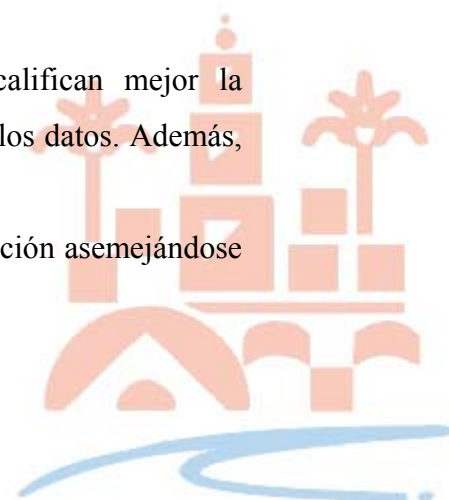 califican mejor la
los datos. Además,
ción asemejándose